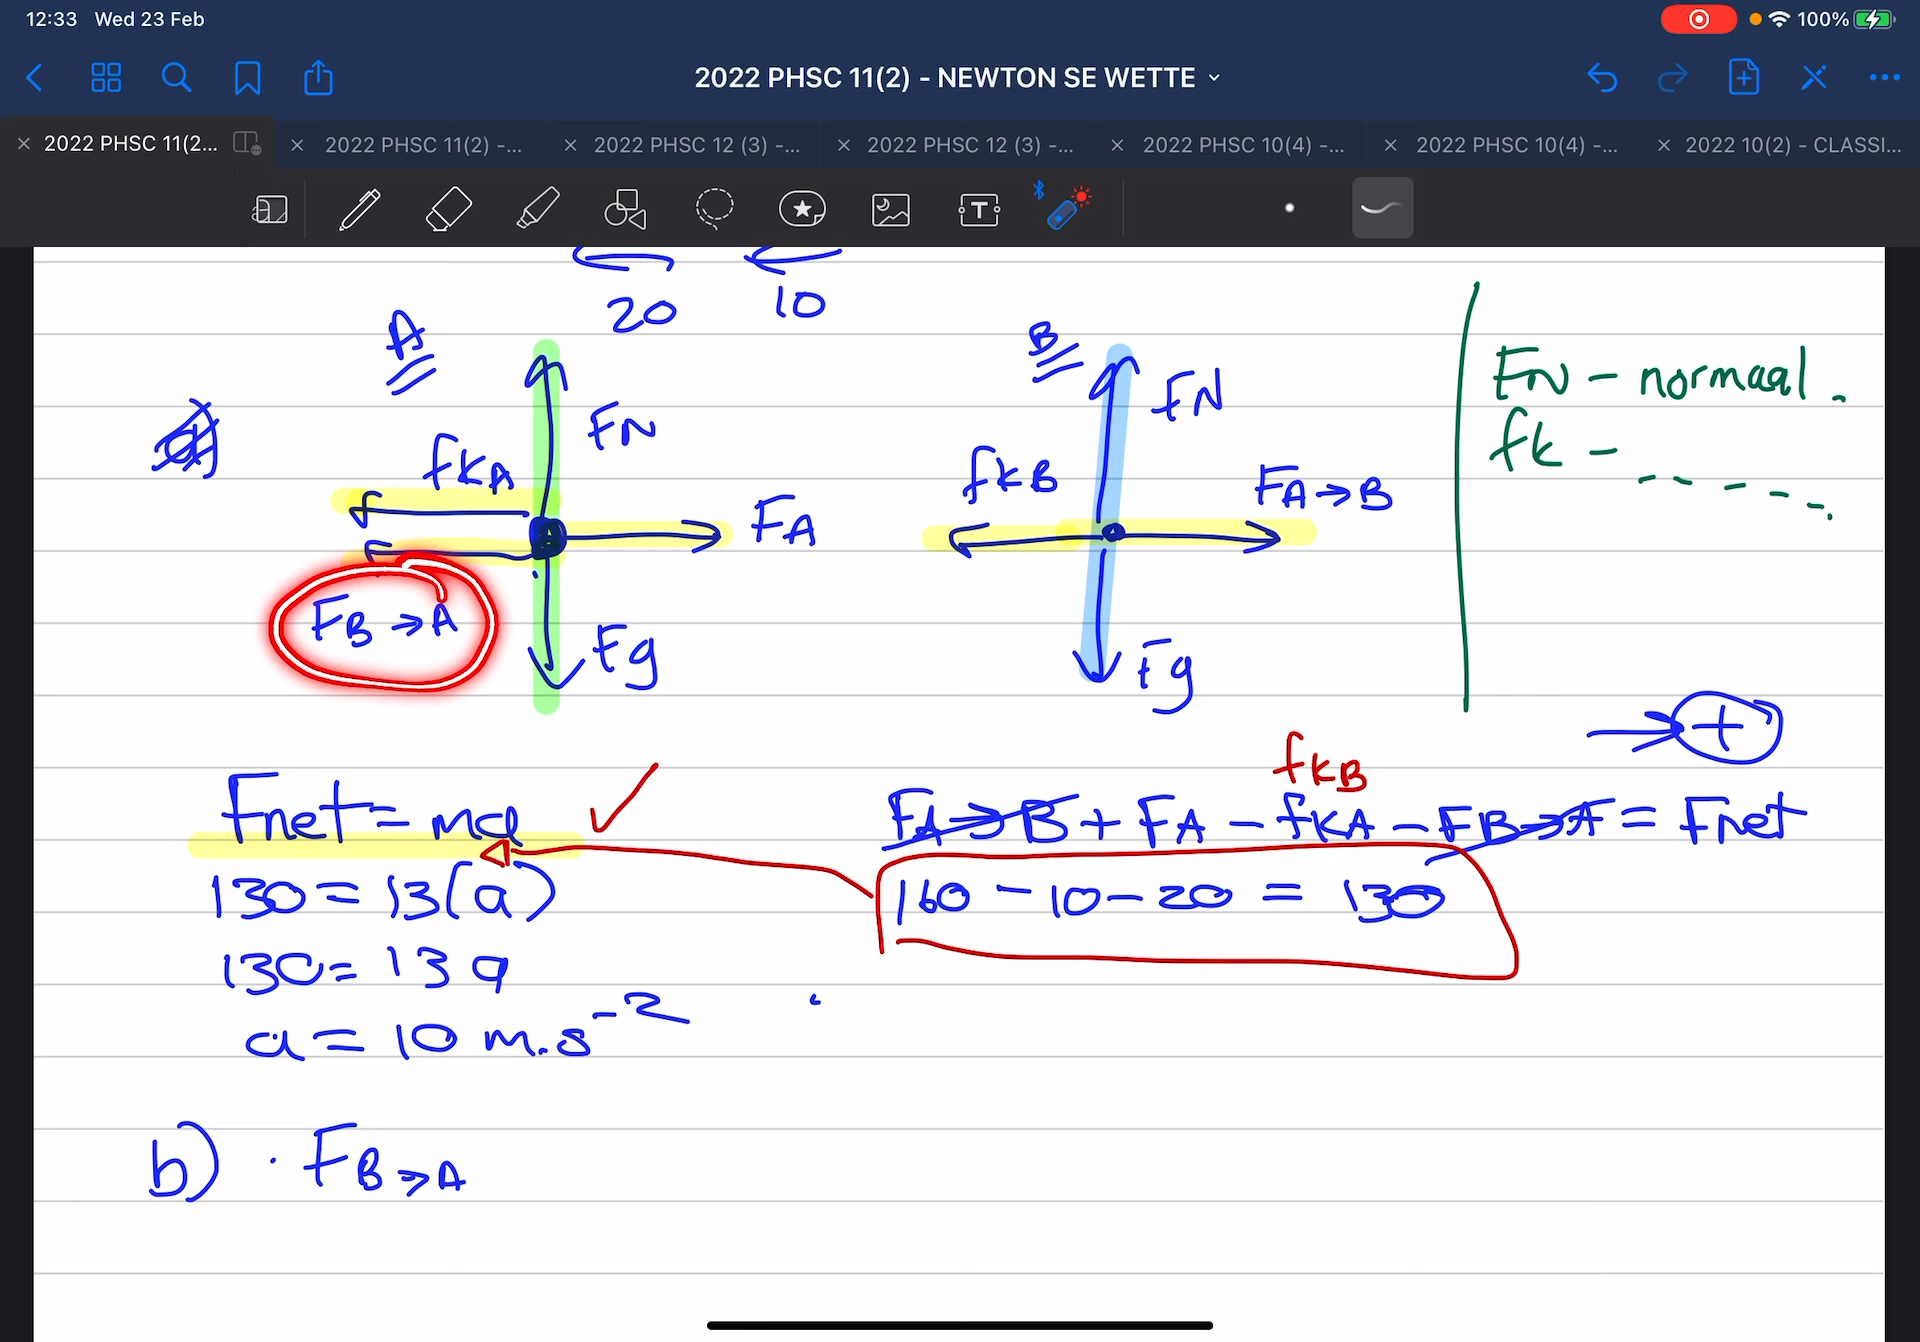 12:33 Wed 23 Feb 100%
2022 PHSC 11(2) - NEWTON SE WETTE
2022 PHSC 11(2... 2022 PHSC 11(2) -... 2022 PHSC 12 (3) -... 2022 PHSC 12 (3) -... 2022 PHSC 10(4) -... 2022 PHSC 10(4) -... 2022 10(2) - CLASSI...
20 10
A B
FN FN FN - normaal.
fkA fkB fk - - - - - -
FA FA→B
FB→A
Fg Fg
+
fkB
Fnet = ma FA→B + FA - fkA - FB→A = Fnet
130 = 13(a) 160 - 10 - 20 = 130
130 = 13a
a = 10 m.s⁻²
b) · FB→A